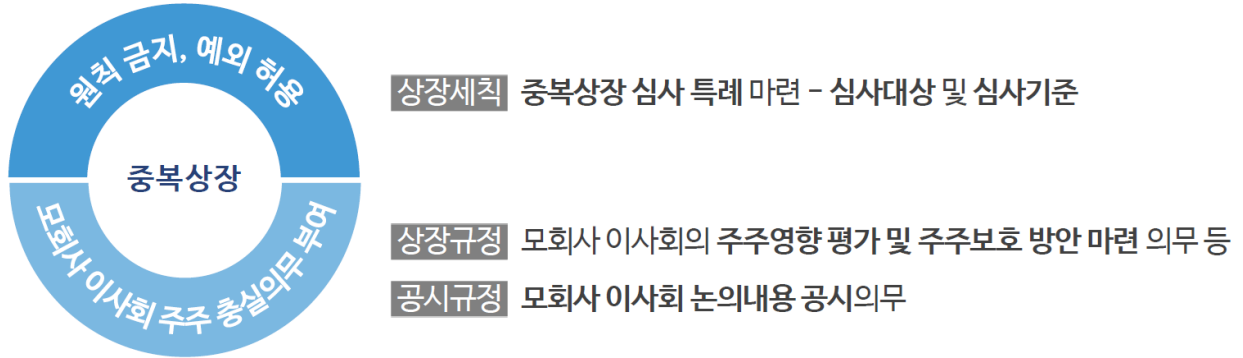 원칙 금지, 예외 허용
중복상장
모회사 이사회 주주 충실의무 부여
상장세칙 중복상장 심사 특례 마련 - 심사대상 및 심사기준
상장규정 모회사 이사회의 주주영향 평가 및 주주보호 방안 마련 의무 등
공시규정 모회사 이사회 논의내용 공시의무